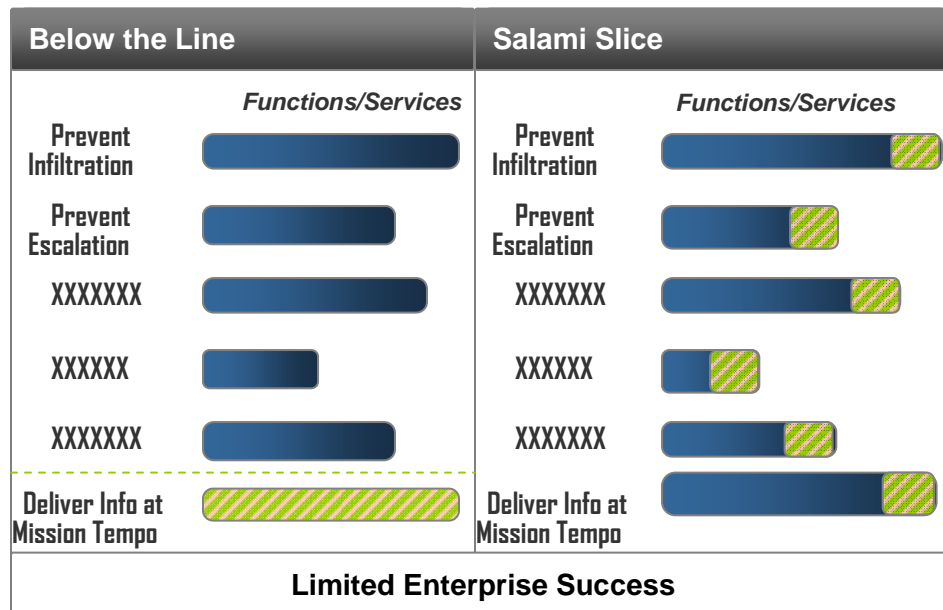 Below the Line
Functions/Services
Prevent
Infiltration
Prevent
Escalation
XXXXXXX
XXXXXX
XXXXXXX
Deliver Info at
Mission Tempo
Salami Slice
Functions/Services
Prevent
Infiltration
Prevent
Escalation
XXXXXXX
XXXXXX
XXXXXXX
Deliver Info at
Mission Tempo
Limited Enterprise Success